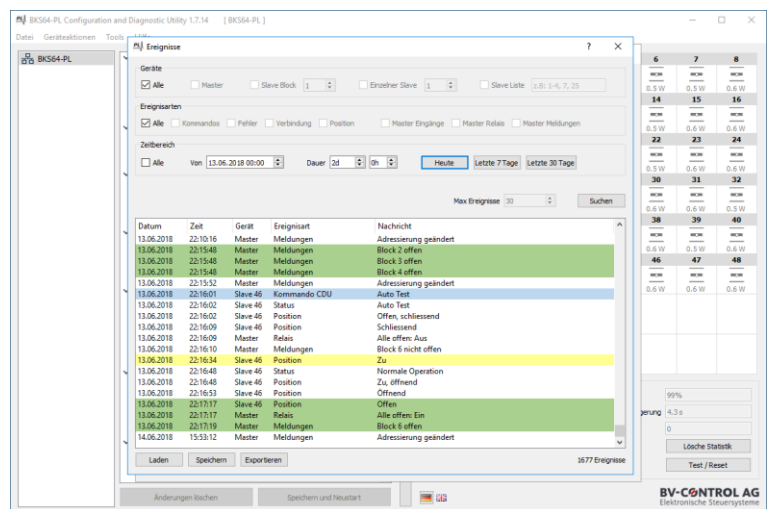 BKS64-PL Configuration and Diagnostic Utility 1.7.14 [ BKS64-PL ]
Datei Geräteaktionen Tools
BKS64-PL
Ereignisse ?
Geräte
Alle Master Slave Block 1 Einzelner Slave 1 Slave Liste z.B: 1-4, 7, 25
Ereignisarten
Alle Kommandos Fehler Verbindung Position Master Eingänge Master Relais Master Meldungen
Zeitbereich
Alle Von 13.06.2018 00:00 Dauer 2d 0h Heute Letzte 7 Tage Letzte 30 Tage
Max Ereignisse 30 Suchen
Datum Zeit Gerät Ereignisart Nachricht
13.06.2018 22:10:16 Master Meldungen Adressierung geändert
13.06.2018 22:15:48 Master Meldungen Block 2 offen
13.06.2018 22:15:48 Master Meldungen Block 3 offen
13.06.2018 22:15:48 Master Meldungen Block 4 offen
13.06.2018 22:15:52 Master Meldungen Adressierung geändert
13.06.2018 22:16:01 Slave 46 Kommando CDU Auto Test
13.06.2018 22:16:02 Slave 46 Status Auto Test
13.06.2018 22:16:02 Slave 46 Position Offen, schliessend
13.06.2018 22:16:09 Slave 46 Position Schliessend
13.06.2018 22:16:09 Master Relais Alle offen: Aus
13.06.2018 22:16:10 Master Meldungen Block 6 nicht offen
13.06.2018 22:16:34 Slave 46 Position Zu
13.06.2018 22:16:48 Slave 46 Status Normale Operation
13.06.2018 22:16:48 Slave 46 Position Zu, öffnend
13.06.2018 22:16:53 Slave 46 Position Öffnend
13.06.2018 22:17:17 Slave 46 Position Offen
13.06.2018 22:17:17 Master Relais Alle offen: Ein
13.06.2018 22:17:19 Master Meldungen Block 6 offen
14.06.2018 15:53:12 Master Meldungen Adressierung geändert
Laden Speichern Exportieren 1677 Ereignisse
6 7 8
0.5 W 0.5 W 0.6 W
14 15 16
0.5 W 0.6 W 0.6 W
22 23 24
0.5 W 0.6 W 0.6 W
30 31 32
0.6 W 0.6 W 0.5 W
38 39 40
0.6 W 0.5 W 0.6 W
46 47 48
0.6 W 0.6 W 0.6 W
99%
gerung 4.3 s
0
Lösche Statistik
Test / Reset
Änderungen löschen Speichern und Neustart
BV-CONTROL AG
Elektronische Steuersysteme